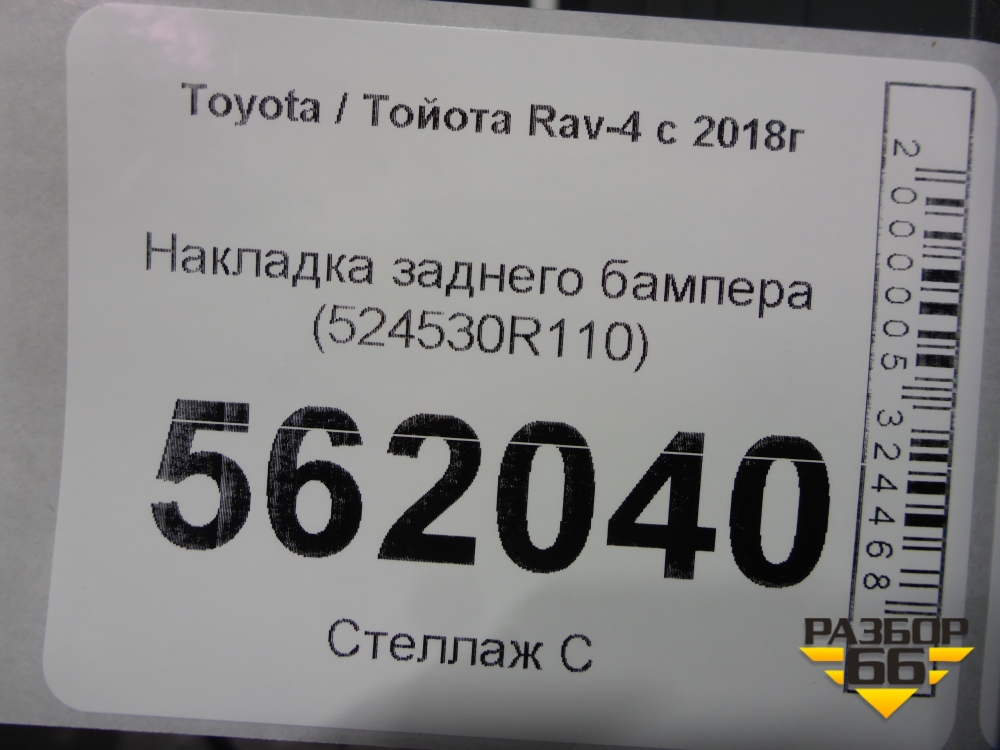 Toyota / Тойота Rav-4 с 2018г
Накладка заднего бампера
(524530R110)
562040
Стеллаж С
2000005324468
РАЗБОР
66